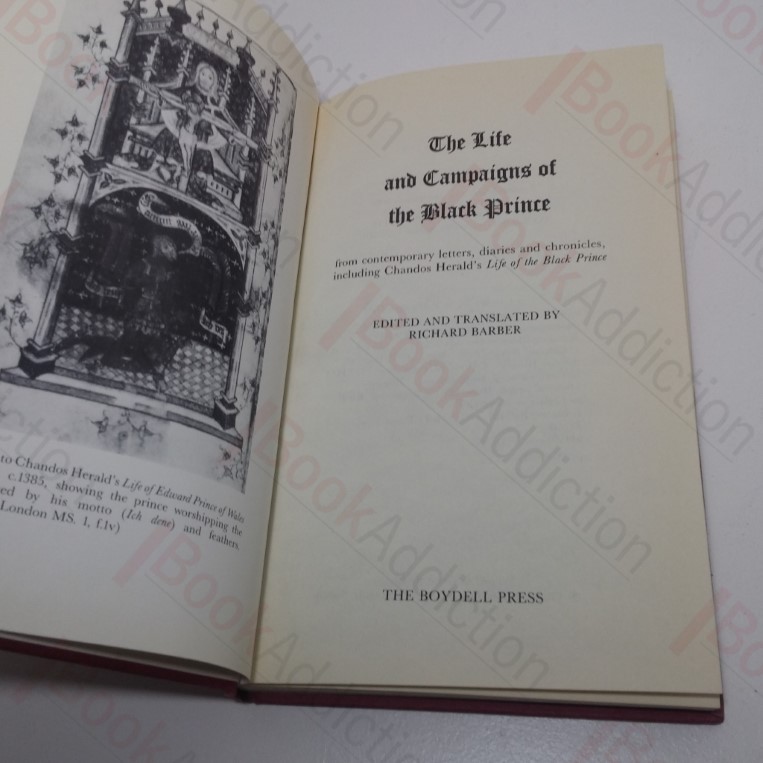 to Chandos Herald's Life of Edward Prince of Wales
c.1385, showing the prince worshipping the
ed by his motto (Ich dene) and feathers.
London MS. 1, f.1v)
The Life
and Campaigns of
the Black Prince
from contemporary letters, diaries and chronicles,
including Chandos Herald's Life of the Black Prince
EDITED AND TRANSLATED BY
RICHARD BARBER
THE BOYDELL PRESS
BookAddiction